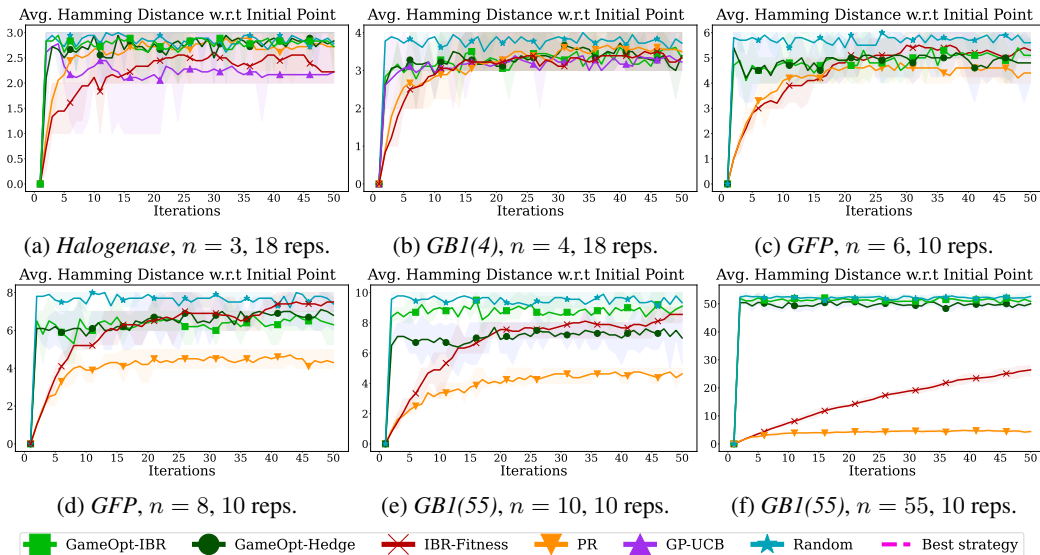 Avg. Hamming Distance w.r.t Initial Point
3.0
2.5
2.0
1.5
1.0
0.5
0.0
0 5 10 15 20 25 30 35 40 45 50
Iterations
(a) Halogenase, n = 3, 18 reps.
Avg. Hamming Distance w.r.t Initial Point
4
3
2
1
0
0 5 10 15 20 25 30 35 40 45 50
Iterations
(b) GB1(4), n = 4, 18 reps.
Avg. Hamming Distance w.r.t Initial Point
6
5
4
3
2
1
0
0 5 10 15 20 25 30 35 40 45 50
Iterations
(c) GFP, n = 6, 10 reps.
Avg. Hamming Distance w.r.t Initial Point
8
6
4
2
0
0 5 10 15 20 25 30 35 40 45 50
Iterations
(d) GFP, n = 8, 10 reps.
Avg. Hamming Distance w.r.t Initial Point
10
8
6
4
2
0
0 5 10 15 20 25 30 35 40 45 50
Iterations
(e) GB1(55), n = 10, 10 reps.
Avg. Hamming Distance w.r.t Initial Point
50
40
30
20
10
0
0 5 10 15 20 25 30 35 40 45 50
Iterations
(f) GB1(55), n = 55, 10 reps.
GameOpt-IBR GameOpt-Hedge IBR-Fitness PR GP-UCB Random Best strategy